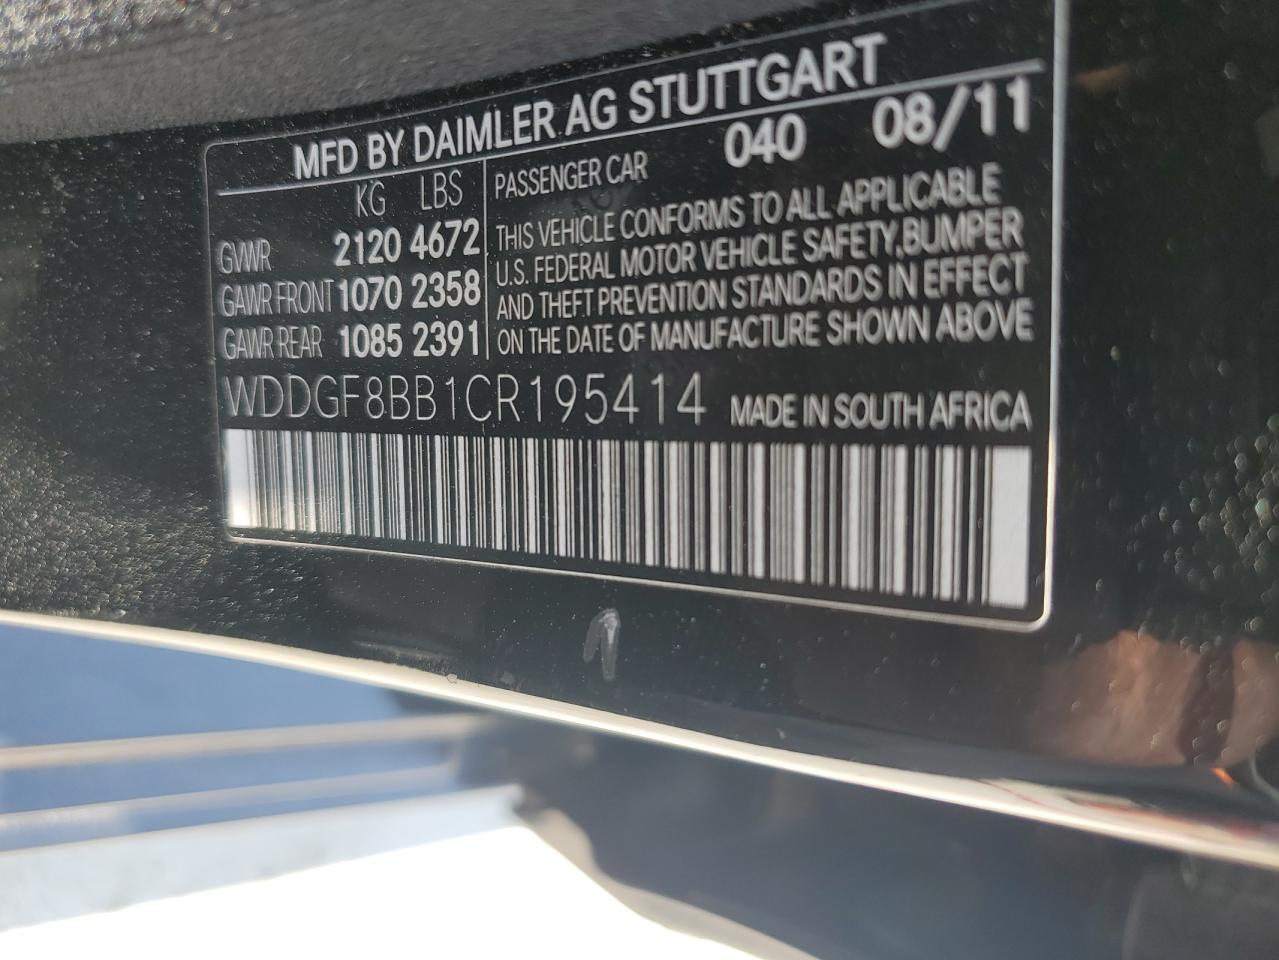 MFD BY DAIMLER AG STUTTGART
KG LBS
GWWR 2120 4672
GAWR FRONT 1070 2358
GAWR REAR 1085 2391
PASSENGER CAR 040 08/11
THIS VEHICLE CONFORMS TO ALL APPLICABLE
U.S. FEDERAL MOTOR VEHICLE SAFETY,BUMPER
AND THEFT PREVENTION STANDARDS IN EFFECT
ON THE DATE OF MANUFACTURE SHOWN ABOVE
WDDGF8BB1CR195414 MADE IN SOUTH AFRICA